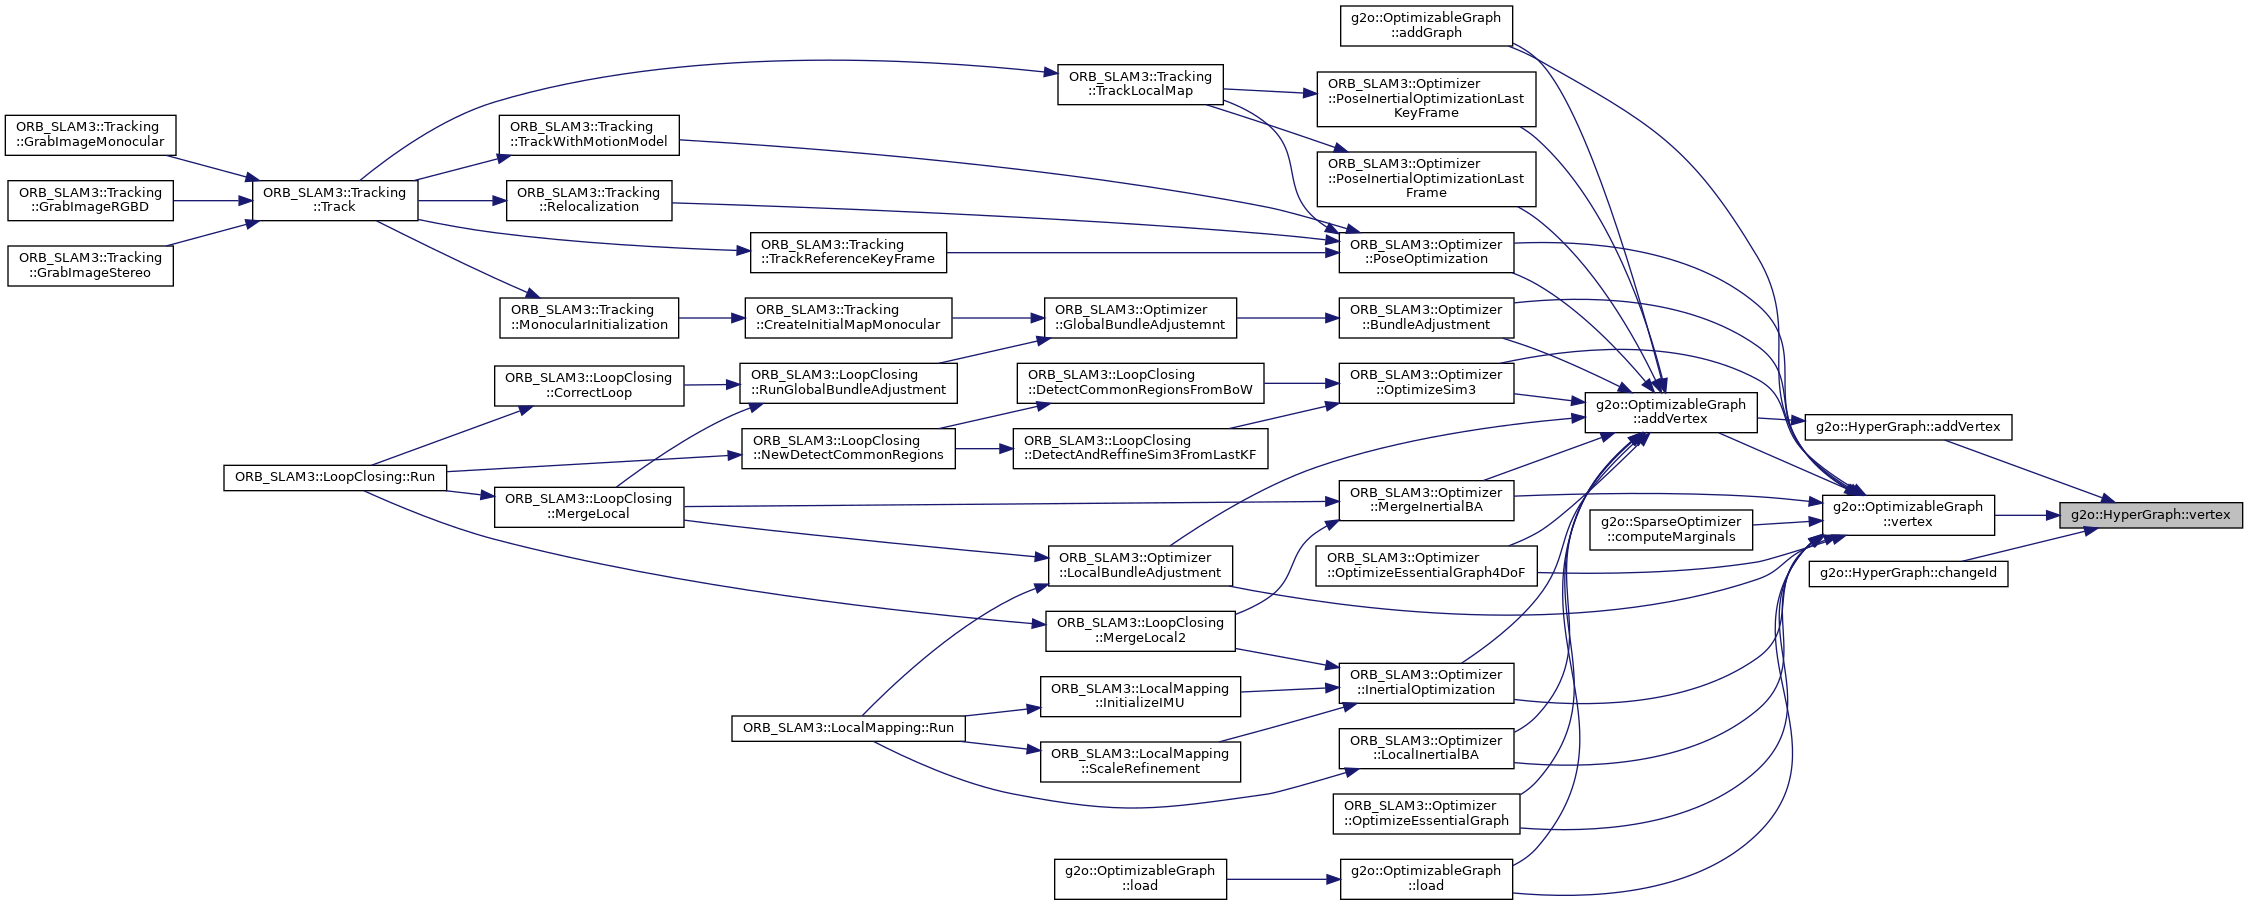 g2o::OptimizableGraph
::addGraph
ORB_SLAM3::Tracking
::TrackLocalMap
ORB_SLAM3::Optimizer
::PoseInertialOptimizationLast
KeyFrame
ORB_SLAM3::Tracking
::GrabImageMonocular
ORB_SLAM3::Tracking
::TrackWithMotionModel
ORB_SLAM3::Optimizer
::PoseInertialOptimizationLast
Frame
ORB_SLAM3::Tracking
::GrabImageRGBD
ORB_SLAM3::Tracking
::Track
ORB_SLAM3::Tracking
::Relocalization
ORB_SLAM3::Tracking
::TrackReferenceKeyFrame
ORB_SLAM3::Optimizer
::PoseOptimization
ORB_SLAM3::Tracking
::GrabImageStereo
ORB_SLAM3::Tracking
::MonocularInitialization
ORB_SLAM3::Tracking
::CreateInitialMapMonocular
ORB_SLAM3::Optimizer
::GlobalBundleAdjustemnt
ORB_SLAM3::Optimizer
::BundleAdjustment
ORB_SLAM3::LoopClosing
::CorrectLoop
ORB_SLAM3::LoopClosing
::RunGlobalBundleAdjustment
ORB_SLAM3::LoopClosing
::DetectCommonRegionsFromBoW
ORB_SLAM3::Optimizer
::OptimizeSim3
g2o::OptimizableGraph
::addVertex
g2o::HyperGraph::addVertex
ORB_SLAM3::LoopClosing
::NewDetectCommonRegions
ORB_SLAM3::LoopClosing
::DetectAndReffineSim3FromLastKF
ORB_SLAM3::LoopClosing::Run
ORB_SLAM3::LoopClosing
::MergeLocal
ORB_SLAM3::Optimizer
::MergeInertialBA
g2o::OptimizableGraph
::vertex
g2o::HyperGraph::vertex
g2o::SparseOptimizer
::computeMarginals
ORB_SLAM3::Optimizer
::LocalBundleAdjustment
ORB_SLAM3::Optimizer
::OptimizeEssentialGraph4DoF
g2o::HyperGraph::changeId
ORB_SLAM3::LoopClosing
::MergeLocal2
ORB_SLAM3::LocalMapping
::InitializeIMU
ORB_SLAM3::Optimizer
::InertialOptimization
ORB_SLAM3::LocalMapping::Run
ORB_SLAM3::LocalMapping
::ScaleRefinement
ORB_SLAM3::Optimizer
::LocalInertialBA
ORB_SLAM3::Optimizer
::OptimizeEssentialGraph
g2o::OptimizableGraph
::load
g2o::OptimizableGraph
::load